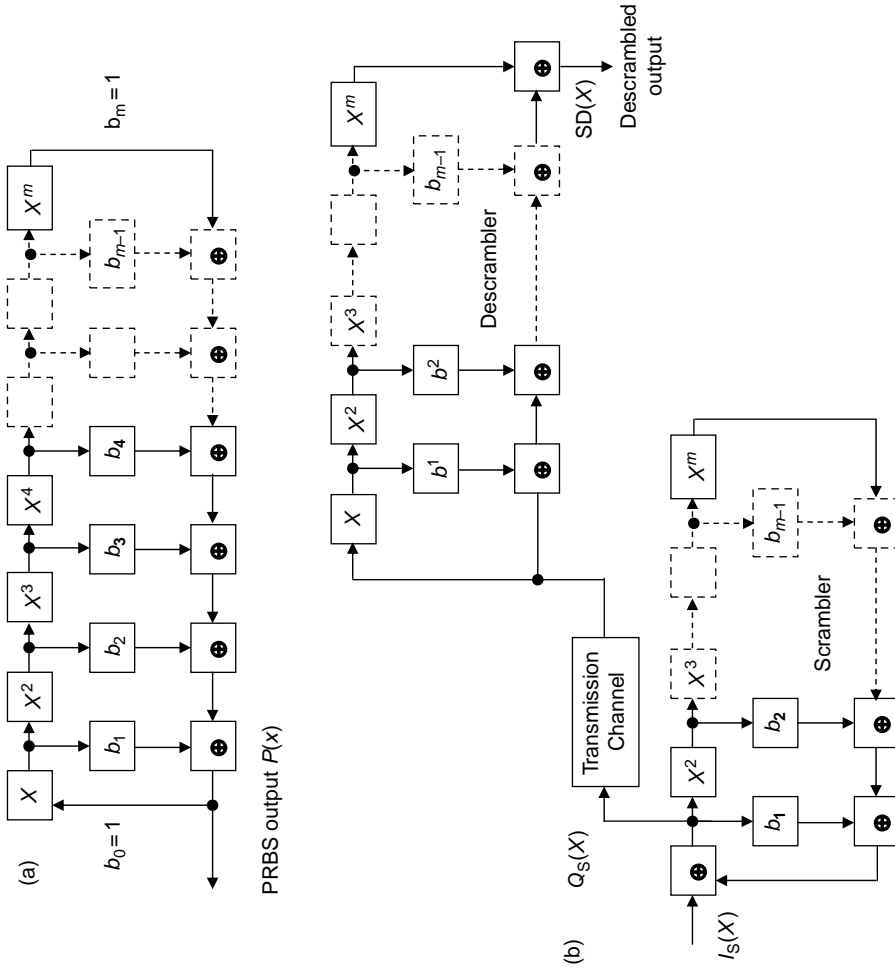 (a)
X
X²
X³
X⁴
Xᵐ
b₀ = 1
b₁
b₂
b₃
b₄
bₘ₋₁
bₘ = 1
⊕
⊕
⊕
⊕
⊕
⊕
PRBS output P(x)
(b)
X
X²
X³
Xᵐ
b¹
b²
bₘ₋₁
⊕
⊕
⊕
⊕
Descrambler
SD(X)
Descrambled
output
Transmission
Channel
Q_S(X)
X²
X³
Xᵐ
b₁
b₂
bₘ₋₁
⊕
⊕
⊕
⊕
I_S(X)
Scrambler